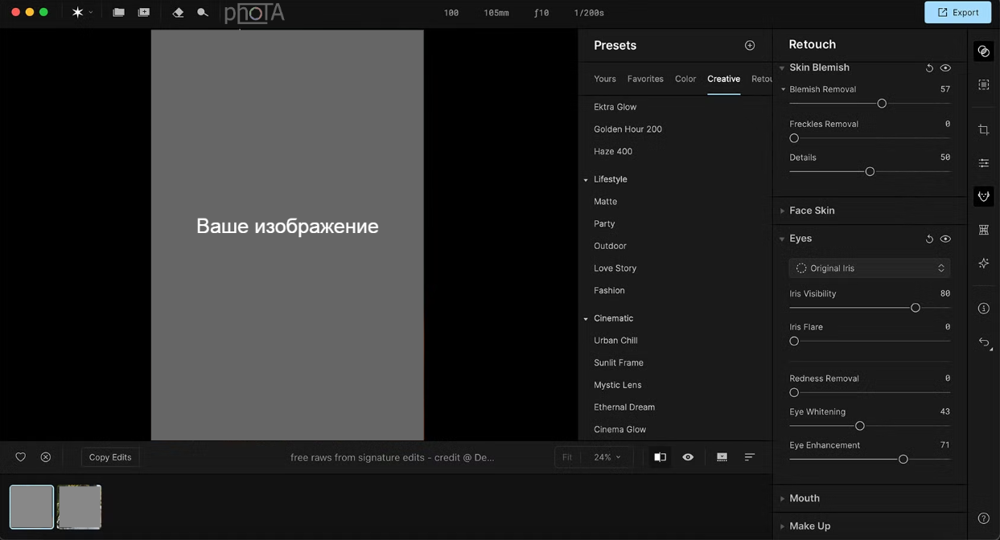 phoTA
100 105mm ƒ10 1/200s
Export
Ваше изображение
Presets
Yours Favorites Color Creative Retou
Ektra Glow
Golden Hour 200
Haze 400
Lifestyle
Matte
Party
Outdoor
Love Story
Fashion
Cinematic
Urban Chill
Sunlit Frame
Mystic Lens
Ethernal Dream
Cinema Glow
Retouch
Skin Blemish
Blemish Removal 57
Freckles Removal 0
Details 50
Face Skin
Eyes
Original Iris
Iris Visibility 80
Iris Flare 0
Redness Removal 0
Eye Whitening 43
Eye Enhancement 71
Mouth
Make Up
Copy Edits
free raws from signature edits - credit @ De...
Fit 24%